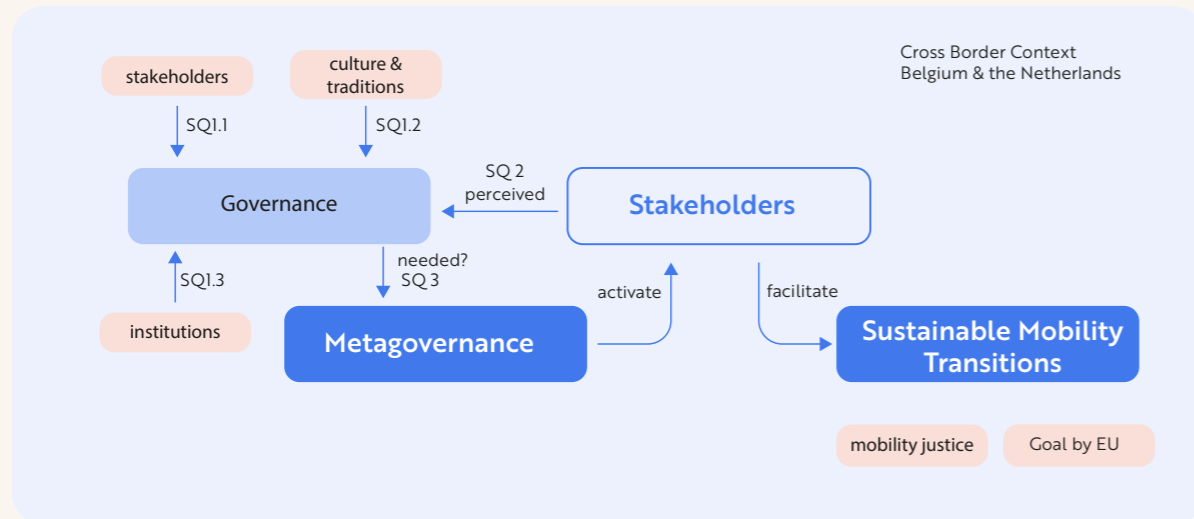 Cross Border Context
Belgium & the Netherlands
stakeholders
culture &
traditions
SQ1.1
SQ1.2
Governance
SQ 2
perceived
Stakeholders
SQ1.3
needed?
SQ 3
institutions
Metagovernance
activate
facilitate
Sustainable Mobility
Transitions
mobility justice
Goal by EU